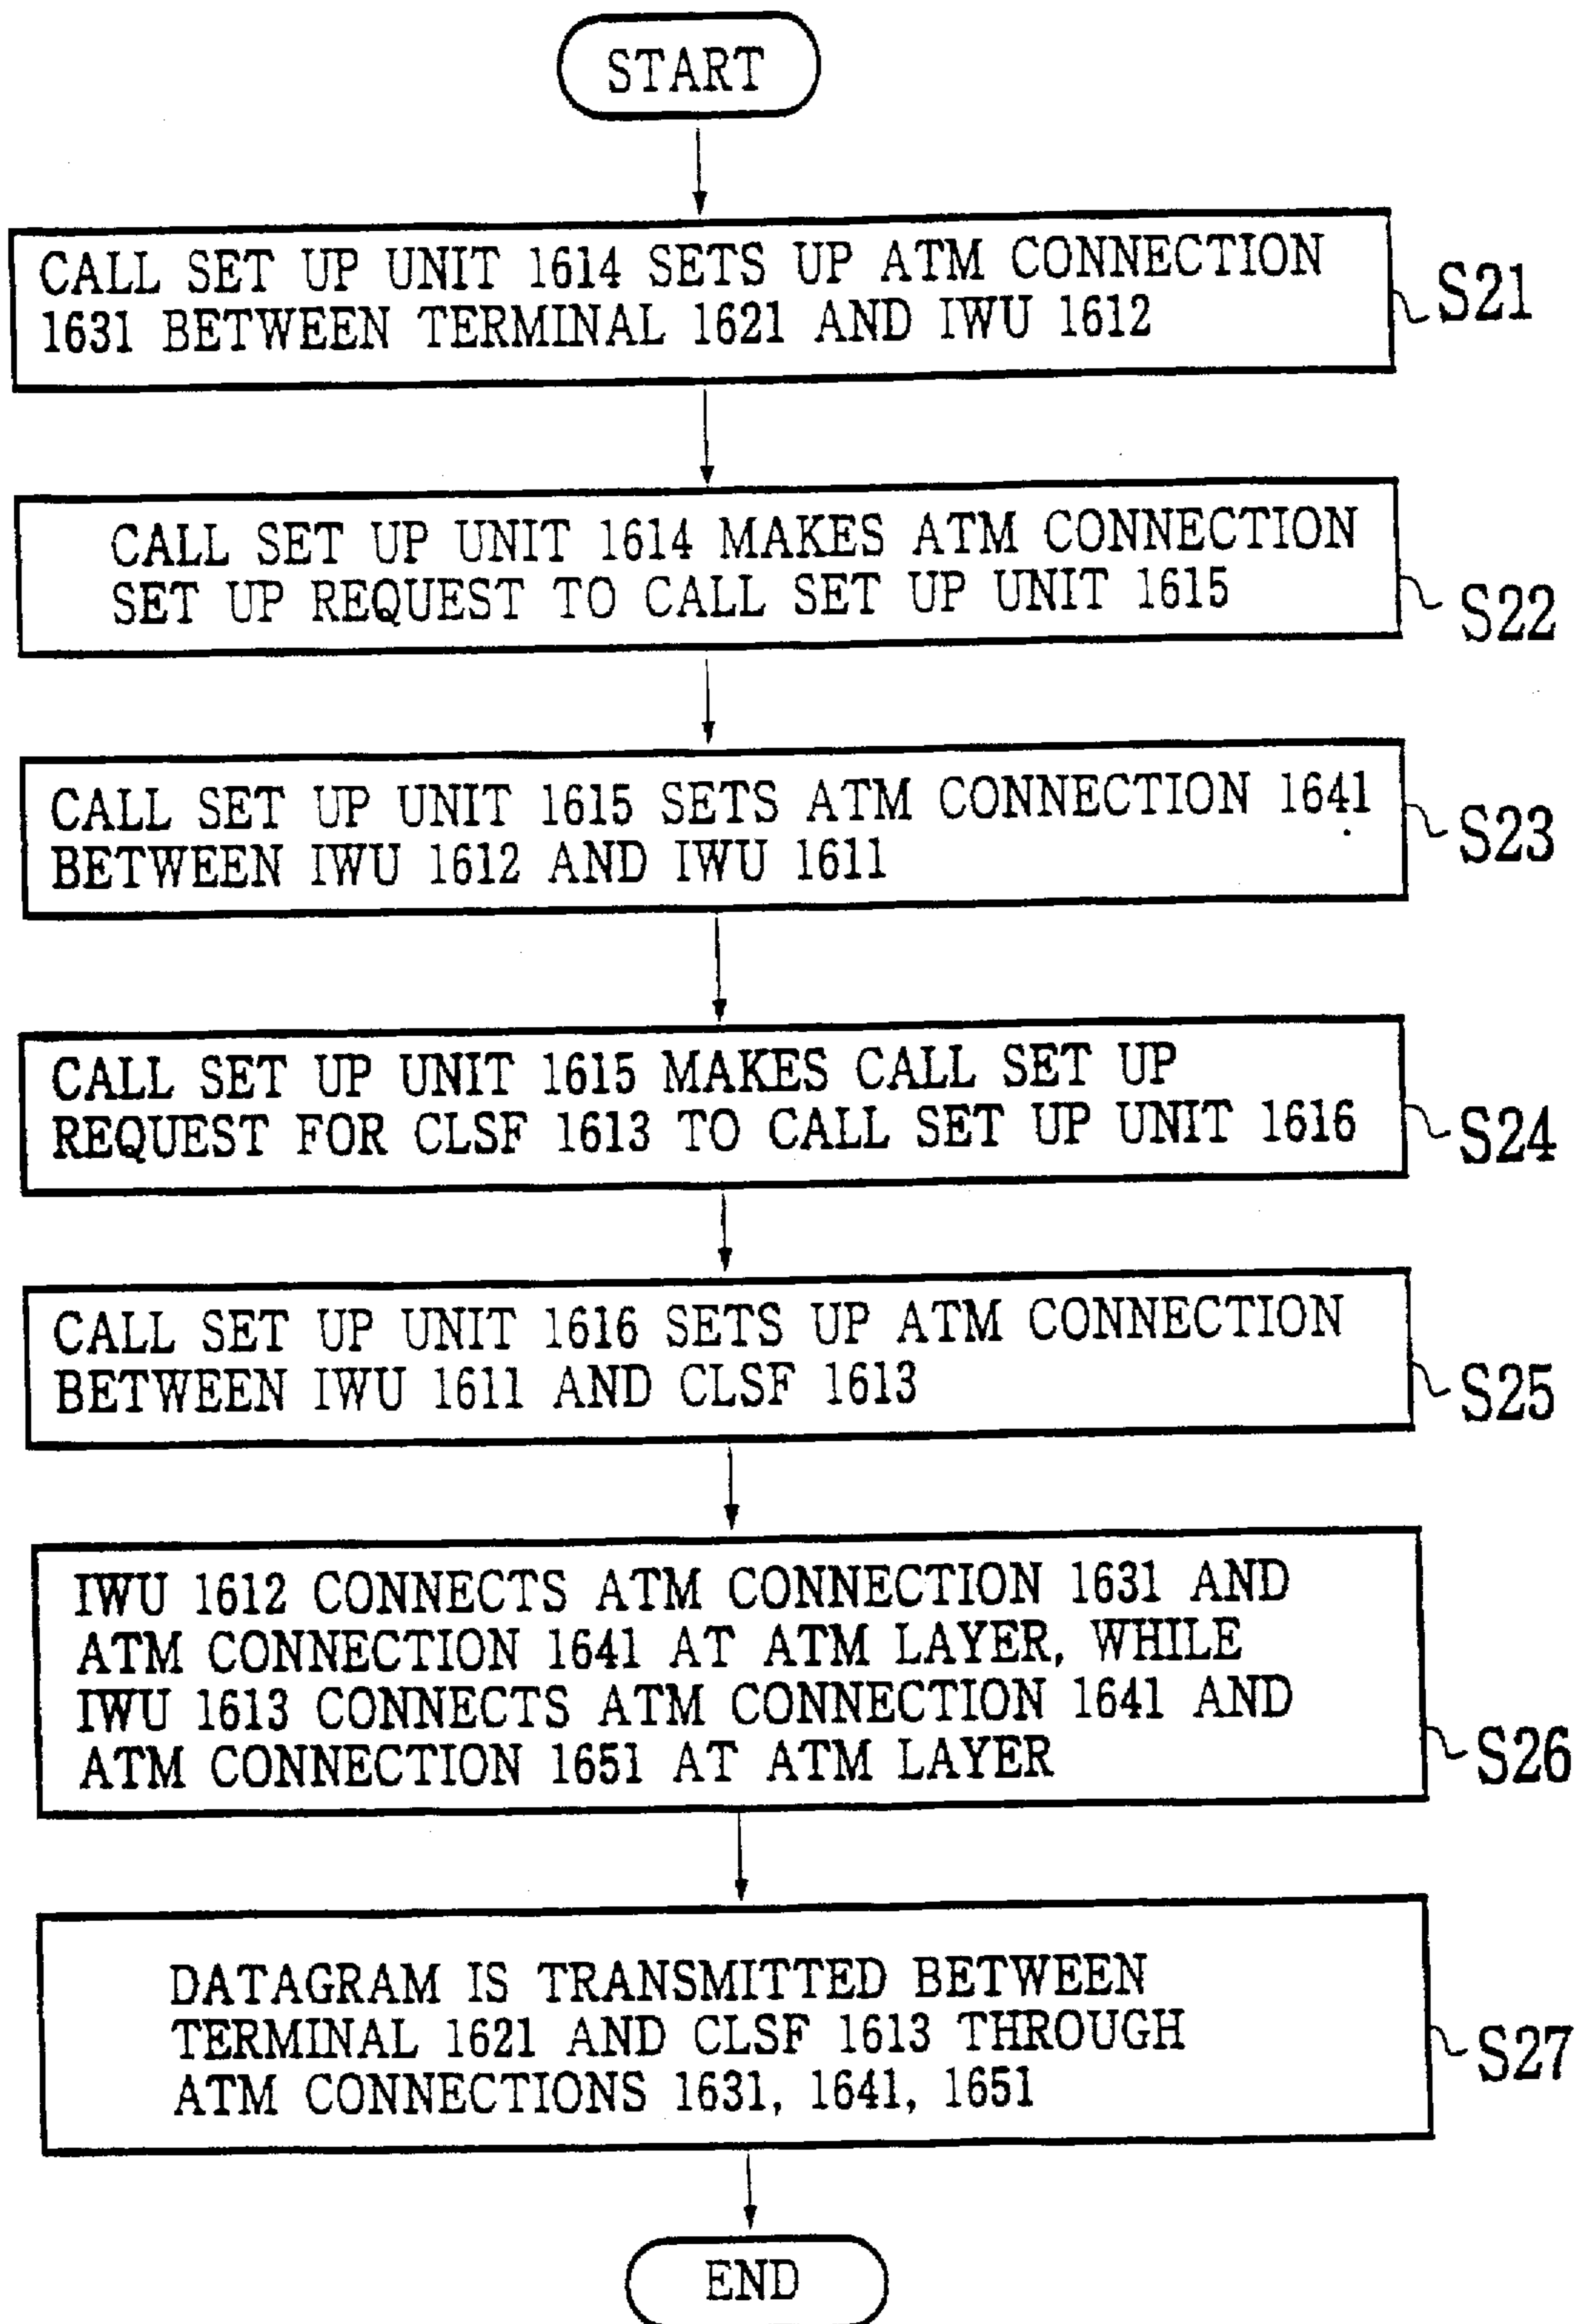 START
CALL SET UP UNIT 1614 SETS UP ATM CONNECTION
1631 BETWEEN TERMINAL 1621 AND IWU 1612
S21
CALL SET UP UNIT 1614 MAKES ATM CONNECTION
SET UP REQUEST TO CALL SET UP UNIT 1615
S22
CALL SET UP UNIT 1615 SETS ATM CONNECTION 1641
BETWEEN IWU 1612 AND IWU 1611
S23
CALL SET UP UNIT 1615 MAKES CALL SET UP
REQUEST FOR CLSF 1613 TO CALL SET UP UNIT 1616
S24
CALL SET UP UNIT 1616 SETS UP ATM CONNECTION
BETWEEN IWU 1611 AND CLSF 1613
S25
IWU 1612 CONNECTS ATM CONNECTION 1631 AND
ATM CONNECTION 1641 AT ATM LAYER, WHILE
IWU 1613 CONNECTS ATM CONNECTION 1641 AND
ATM CONNECTION 1651 AT ATM LAYER
S26
DATAGRAM IS TRANSMITTED BETWEEN
TERMINAL 1621 AND CLSF 1613 THROUGH
ATM CONNECTIONS 1631, 1641, 1651
S27
END